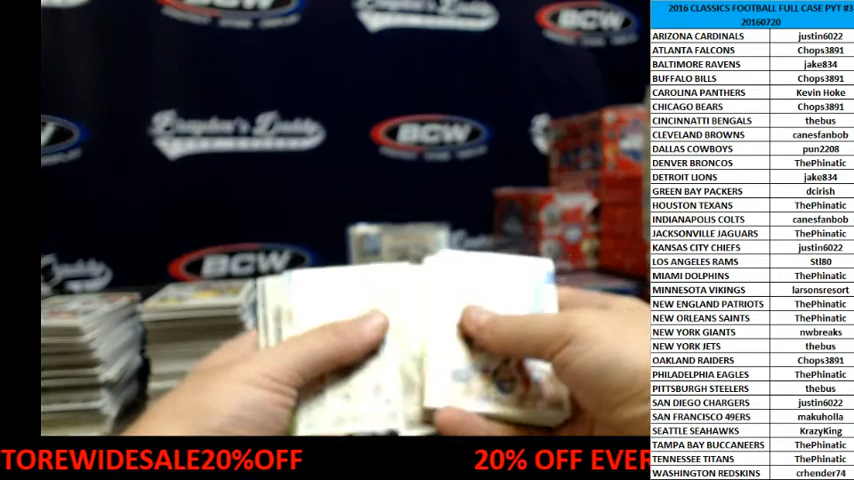 2016 CLASSICS FOOTBALL FULL CASE PYT #3
20160720
ARIZONA CARDINALS justin6022
ATLANTA FALCONS Chops3891
BALTIMORE RAVENS jake834
BUFFALO BILLS Chops3891
CAROLINA PANTHERS Kevin Hoke
CHICAGO BEARS Chops3891
CINCINNATI BENGALS thebus
CLEVELAND BROWNS canesfanbob
DALLAS COWBOYS pun2208
DENVER BRONCOS ThePhinatic
DETROIT LIONS jake834
GREEN BAY PACKERS dcirish
HOUSTON TEXANS ThePhinatic
INDIANAPOLIS COLTS canesfanbob
JACKSONVILLE JAGUARS ThePhinatic
KANSAS CITY CHIEFS justin6022
LOS ANGELES RAMS Stl80
MIAMI DOLPHINS ThePhinatic
MINNESOTA VIKINGS larsonsresort
NEW ENGLAND PATRIOTS ThePhinatic
NEW ORLEANS SAINTS ThePhinatic
NEW YORK GIANTS nwbreaks
NEW YORK JETS thebus
OAKLAND RAIDERS Chops3891
PHILADELPHIA EAGLES ThePhinatic
PITTSBURGH STEELERS thebus
SAN DIEGO CHARGERS justin6022
SAN FRANCISCO 49ERS makuholla
SEATTLE SEAHAWKS KrazyKing
TAMPA BAY BUCCANEERS ThePhinatic
TENNESSEE TITANS ThePhinatic
WASHINGTON REDSKINS crhender74
BCW
BCW
BCW
BCW
TOREWIDESALE20%OFF 20% OFF EVER